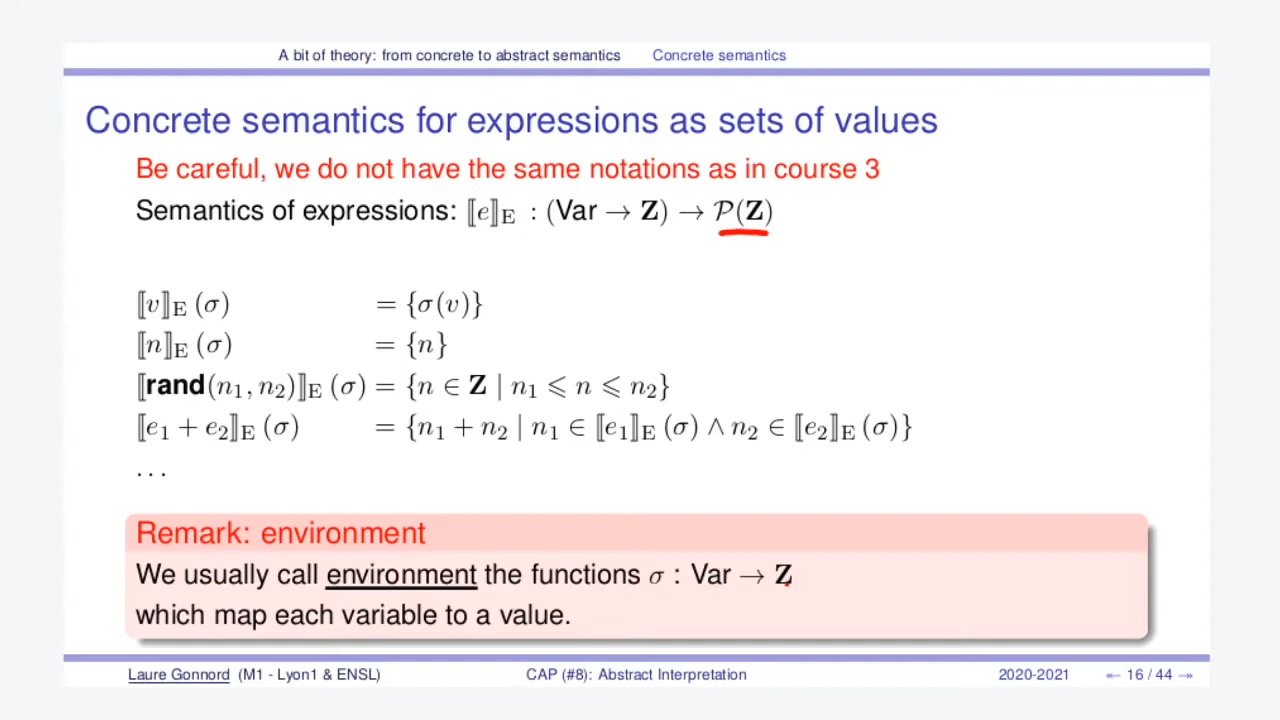 A bit of theory: from concrete to abstract semantics Concrete semantics
Concrete semantics for expressions as sets of values
Be careful, we do not have the same notations as in course 3
Semantics of expressions: ⟦e⟧E : (Var → Z) → 𝒫(Z)
⟦v⟧E (σ) = {σ(v)}
⟦n⟧E (σ) = {n}
⟦rand(n₁, n₂)⟧E (σ) = {n ∈ Z | n₁ ⩽ n ⩽ n₂}
⟦e₁ + e₂⟧E (σ) = {n₁ + n₂ | n₁ ∈ ⟦e₁⟧E (σ) ∧ n₂ ∈ ⟦e₂⟧E (σ)}
...
Remark: environment
We usually call environment the functions σ : Var → Z
which map each variable to a value.
Laure Gonnord (M1 - Lyon1 & ENSL) CAP (#8): Abstract Interpretation 2020-2021 ↞ 16 / 44 ↠